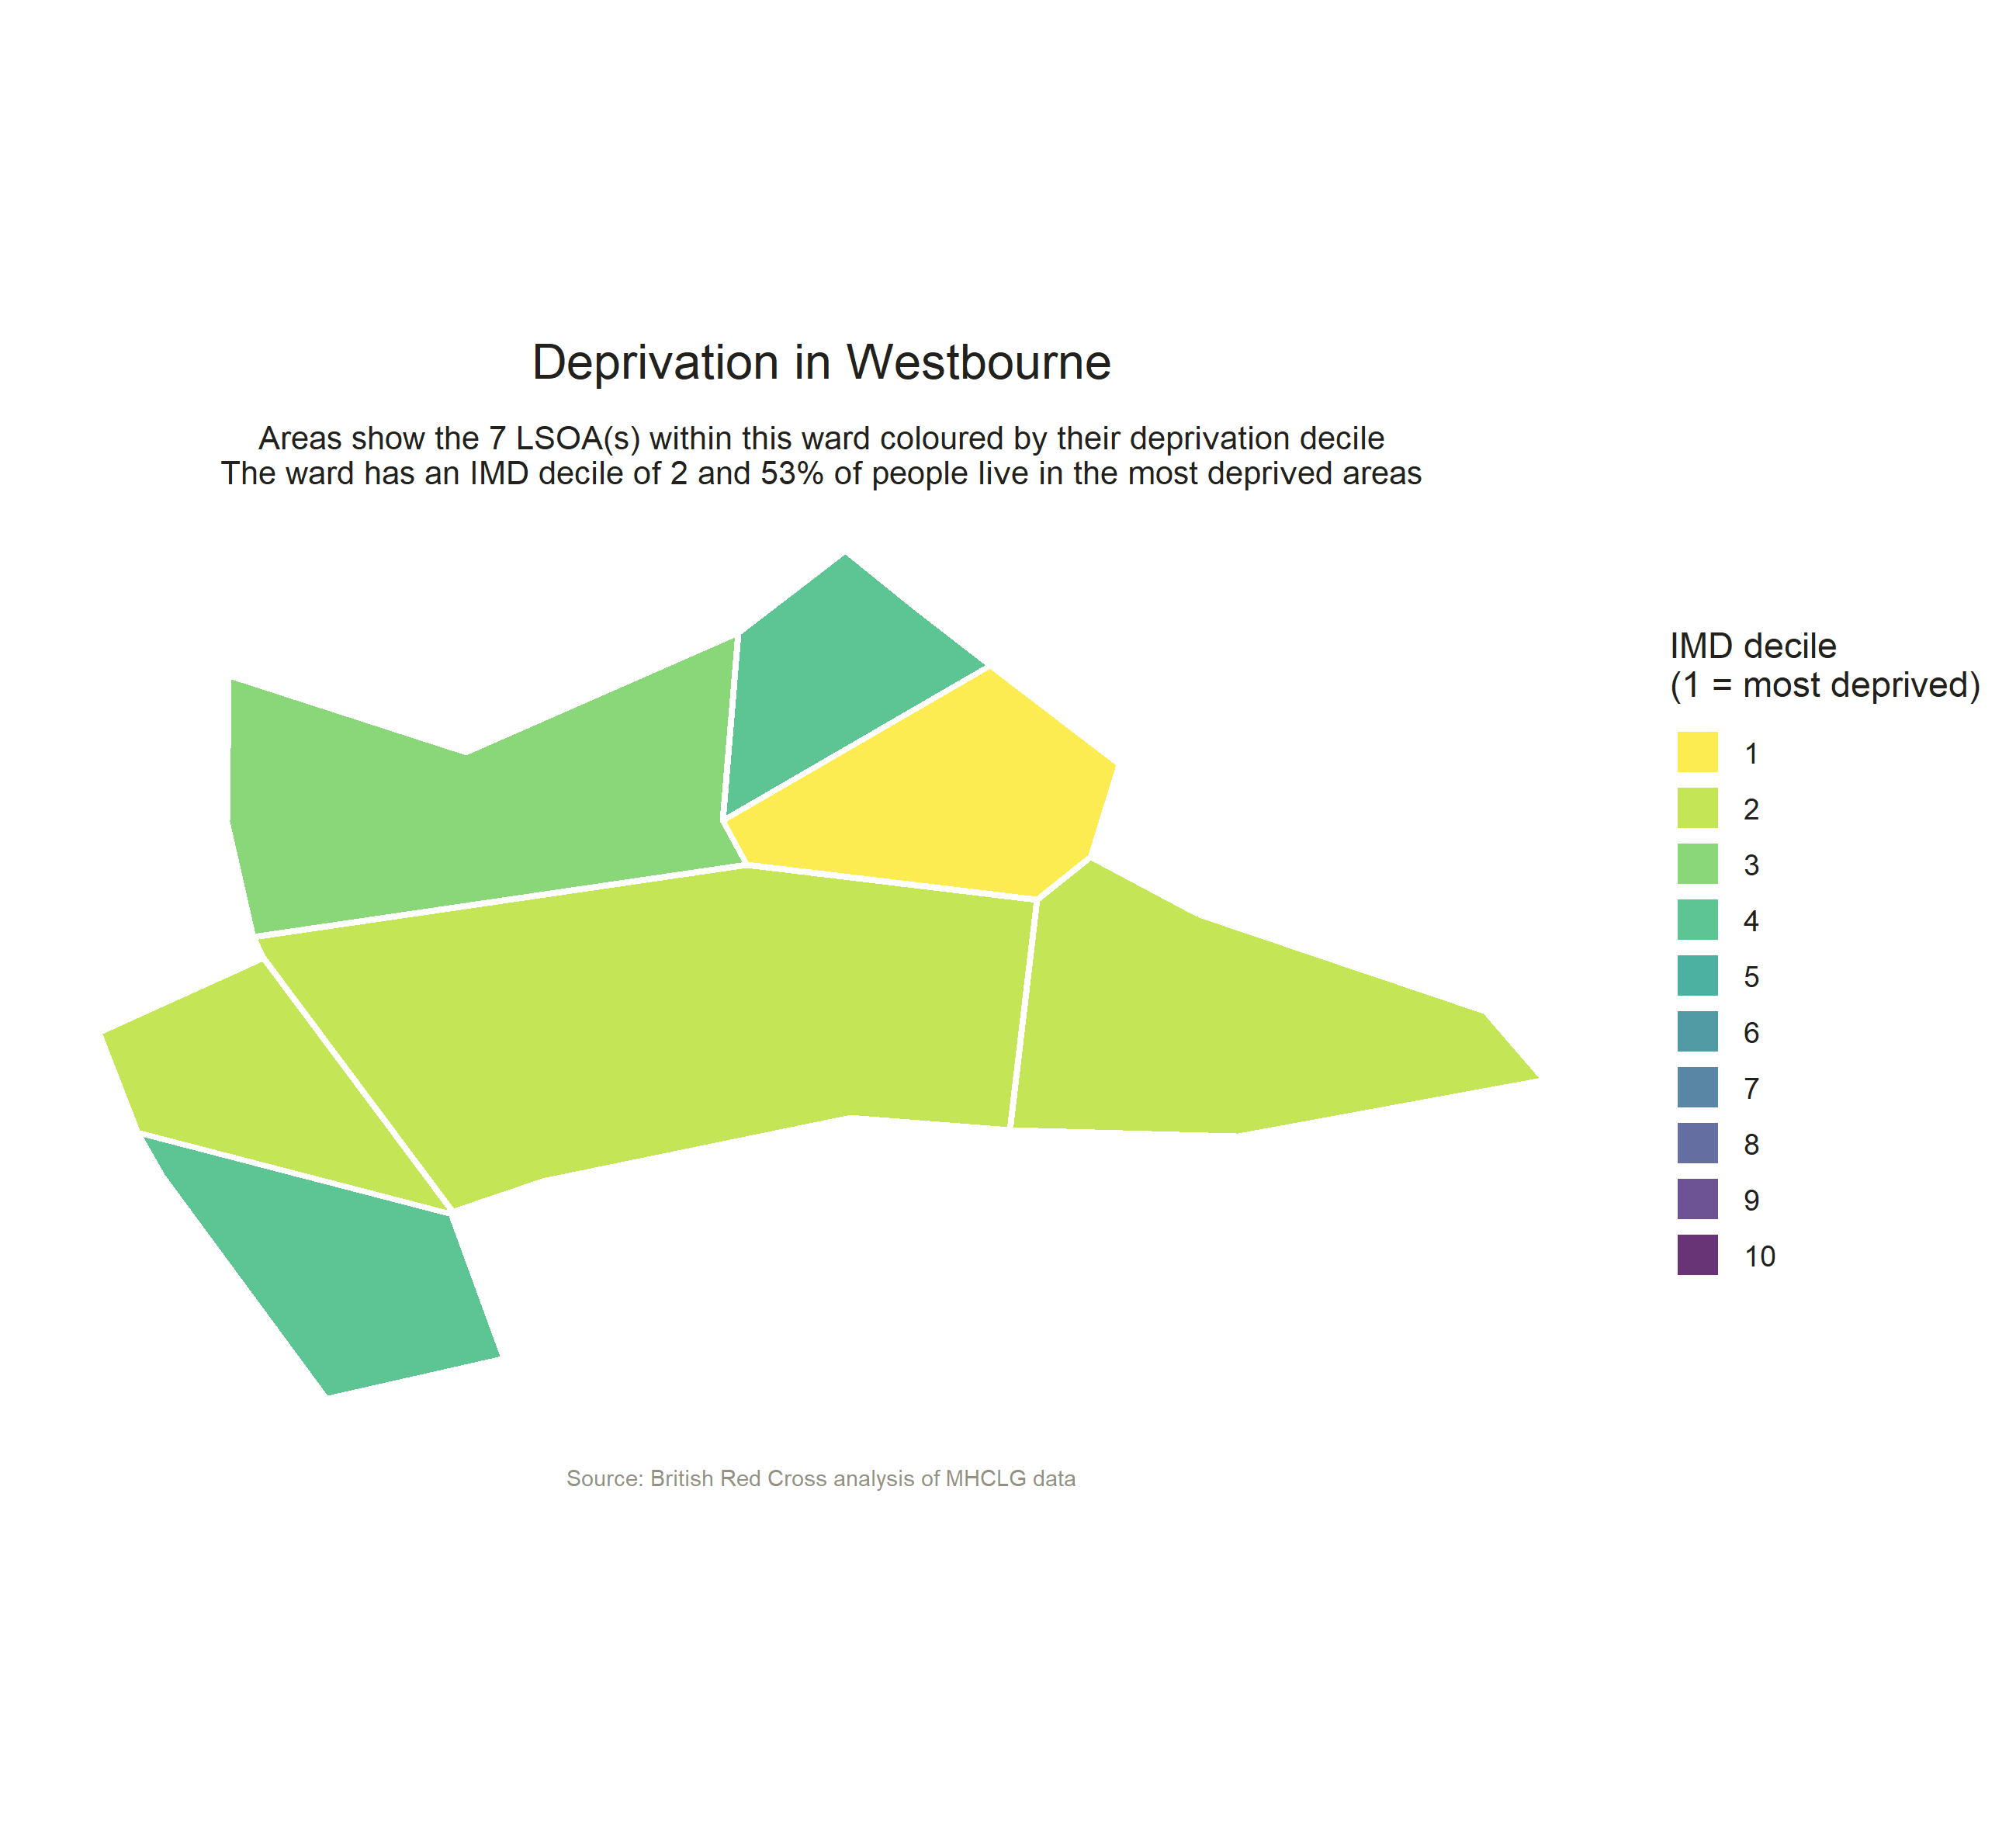 Deprivation in Westbourne
Areas show the 7 LSOA(s) within this ward coloured by their deprivation decile
The ward has an IMD decile of 2 and 53% of people live in the most deprived areas
IMD decile
(1 = most deprived)
1
2
3
4
5
6
7
8
9
10
Source: British Red Cross analysis of MHCLG data